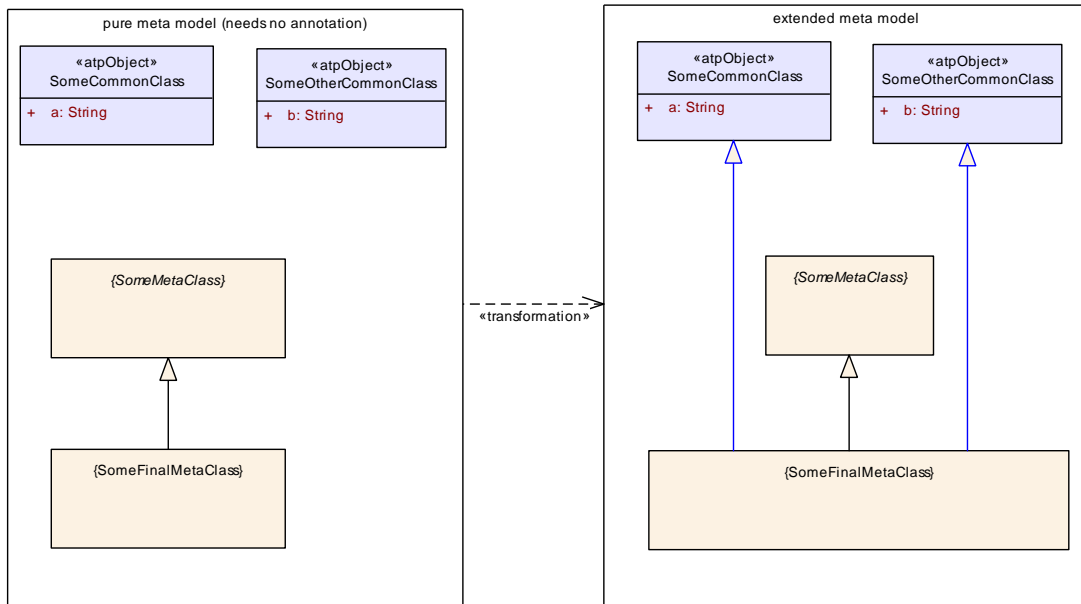 pure meta model (needs no annotation)
«atpObject»
SomeCommonClass
+ a: String
«atpObject»
SomeOtherCommonClass
+ b: String
{SomeMetaClass}
{SomeFinalMetaClass}
«transformation»
extended meta model
«atpObject»
SomeCommonClass
+ a: String
«atpObject»
SomeOtherCommonClass
+ b: String
{SomeMetaClass}
{SomeFinalMetaClass}